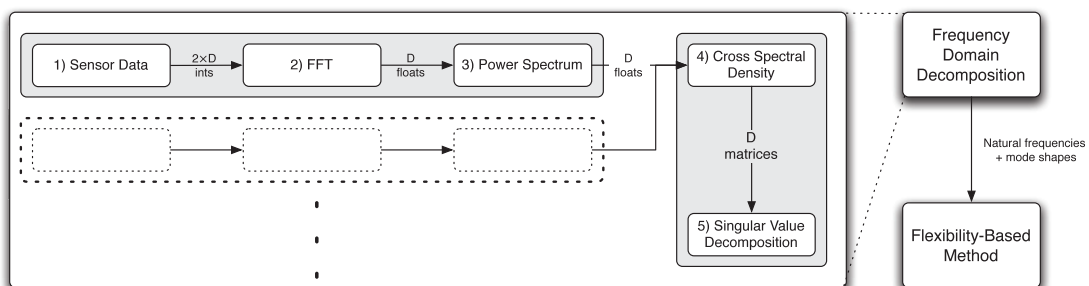 1) Sensor Data
2×D
ints
2) FFT
D
floats
3) Power Spectrum
D
floats
4) Cross Spectral
Density
D
matrices
5) Singular Value
Decomposition
Frequency
Domain
Decomposition
Natural frequencies
+ mode shapes
Flexibility-Based
Method